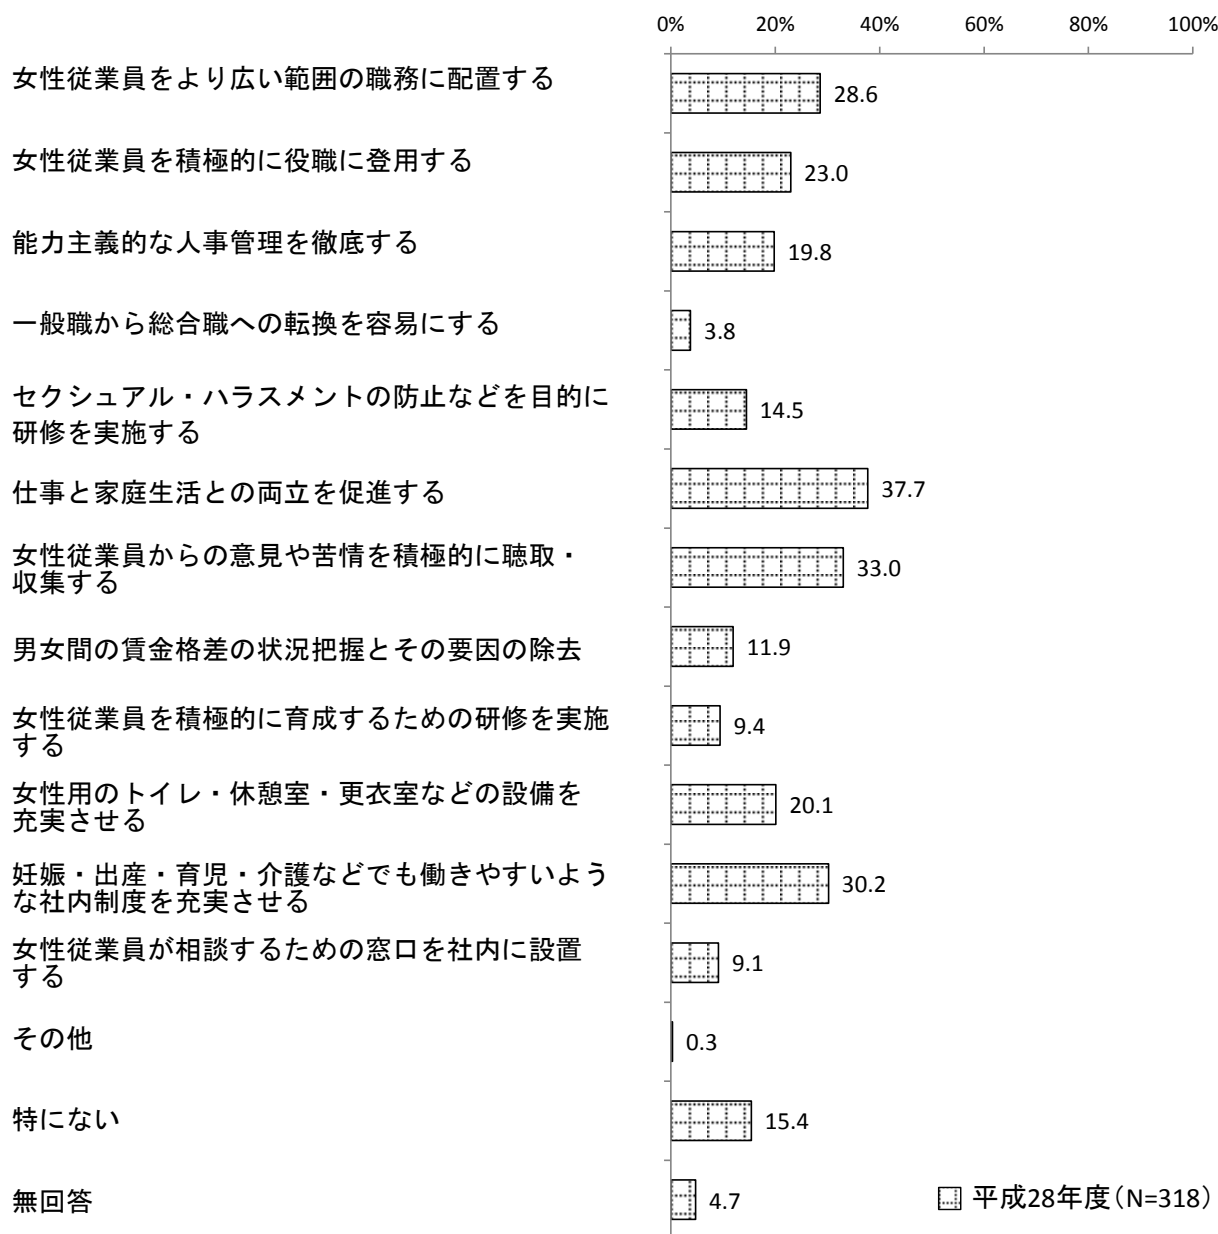 0% 20% 40% 60% 80% 100%
女性従業員をより広い範囲の職務に配置する
28.6
女性従業員を積極的に役職に登用する
23.0
能力主義的な人事管理を徹底する
19.8
一般職から総合職への転換を容易にする
3.8
セクシュアル・ハラスメントの防止などを目的に
研修を実施する
14.5
仕事と家庭生活との両立を促進する
37.7
女性従業員からの意見や苦情を積極的に聴取・
収集する
33.0
男女間の賃金格差の状況把握とその要因の除去
11.9
女性従業員を積極的に育成するための研修を実施
する
9.4
女性用のトイレ・休憩室・更衣室などの設備を
充実させる
20.1
妊娠・出産・育児・介護などでも働きやすいよう
な社内制度を充実させる
30.2
女性従業員が相談するための窓口を社内に設置
する
9.1
その他
0.3
特にない
15.4
無回答
4.7
平成28年度(N=318)